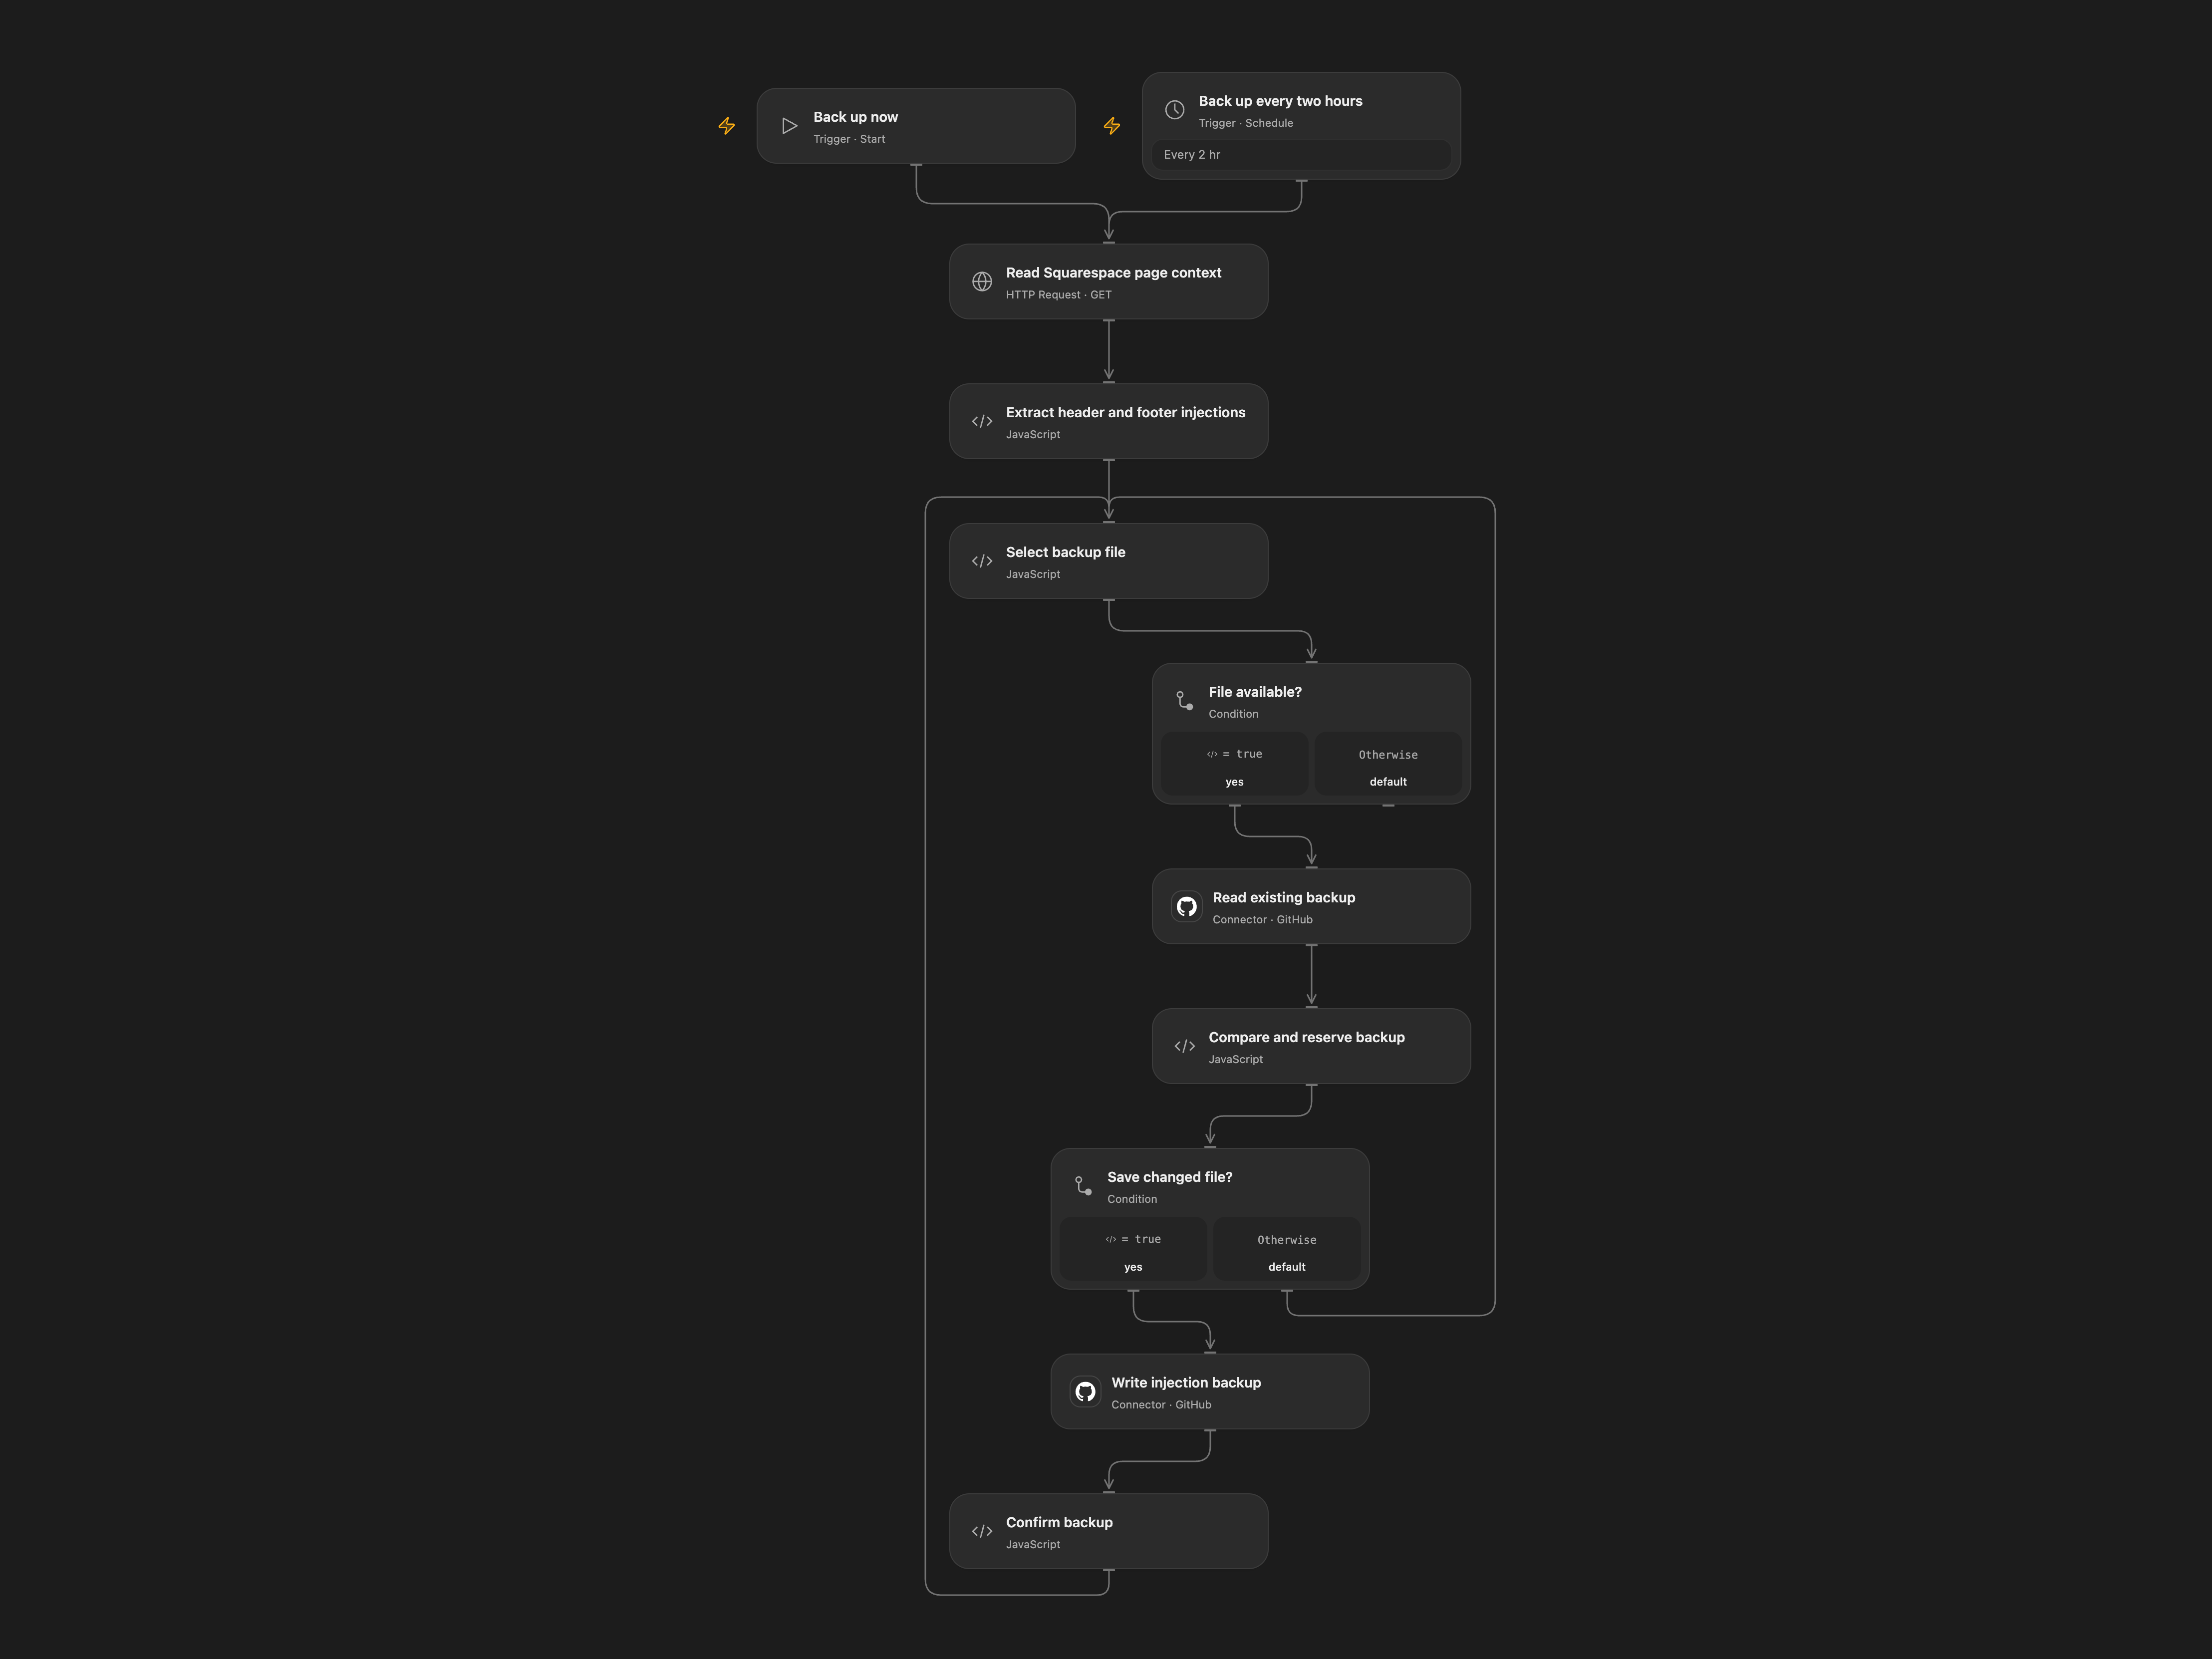 Back up now
Trigger · Start
Back up every two hours
Trigger · Schedule
Every 2 hr
Read Squarespace page context
HTTP Request · GET
Extract header and footer injections
JavaScript
Select backup file
JavaScript
File available?
Condition
</> = true
yes
Otherwise
default
Read existing backup
Connector · GitHub
Compare and reserve backup
JavaScript
Save changed file?
Condition
</> = true
yes
Otherwise
default
Write injection backup
Connector · GitHub
Confirm backup
JavaScript